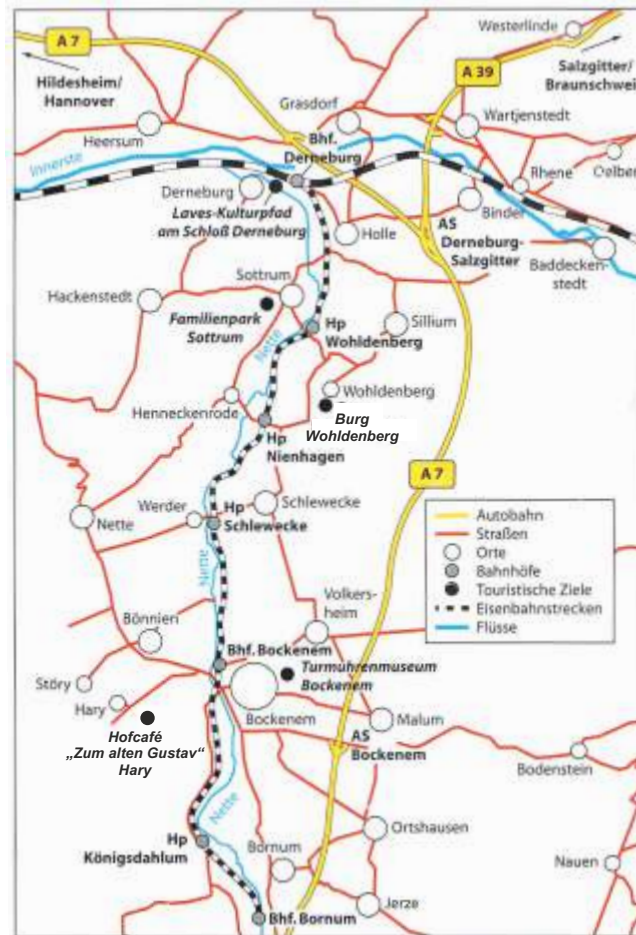 Westerlinde
A 7
A 39
Hildesheim/
Hannover
Salzgitter/
Braunschwei
Grasdorf
Wartjenstedt
Heersum
Bhf.
Derneburg
Innerste
Rhene
Oelber
Derneburg
Laves-Kulturpfad
am Schloß Derneburg
Holle
Binder
AS
Derneburg-
Salzgitter
Baddecken-
stedt
Sottrum
Hackenstedt
Familienpark
Sottrum
Nette
Hp
Wohldenberg
Sillium
Wohldenberg
Henneckenrode
Burg
Wohldenberg
Hp
Nienhagen
A 7
Nette
Werder
Hp
Schlewecke
Schlewecke
Nette
Autobahn
Straßen
Orte
Bahnhöfe
Touristische Ziele
Eisenbahnstrecken
Flüsse
Volkers-
heim
Bönnien
Bhf. Bockenem
Turmuhrenmuseum
Bockenem
Störy
Hary
Bockenem
Malum
Hofcafé
„Zum alten Gustav“
Hary
AS
Bockenem
Bodenstein
Nette
Hp
Königsdahlum
Bornum
Ortshausen
Nauen
Jerze
Bhf. Bornum